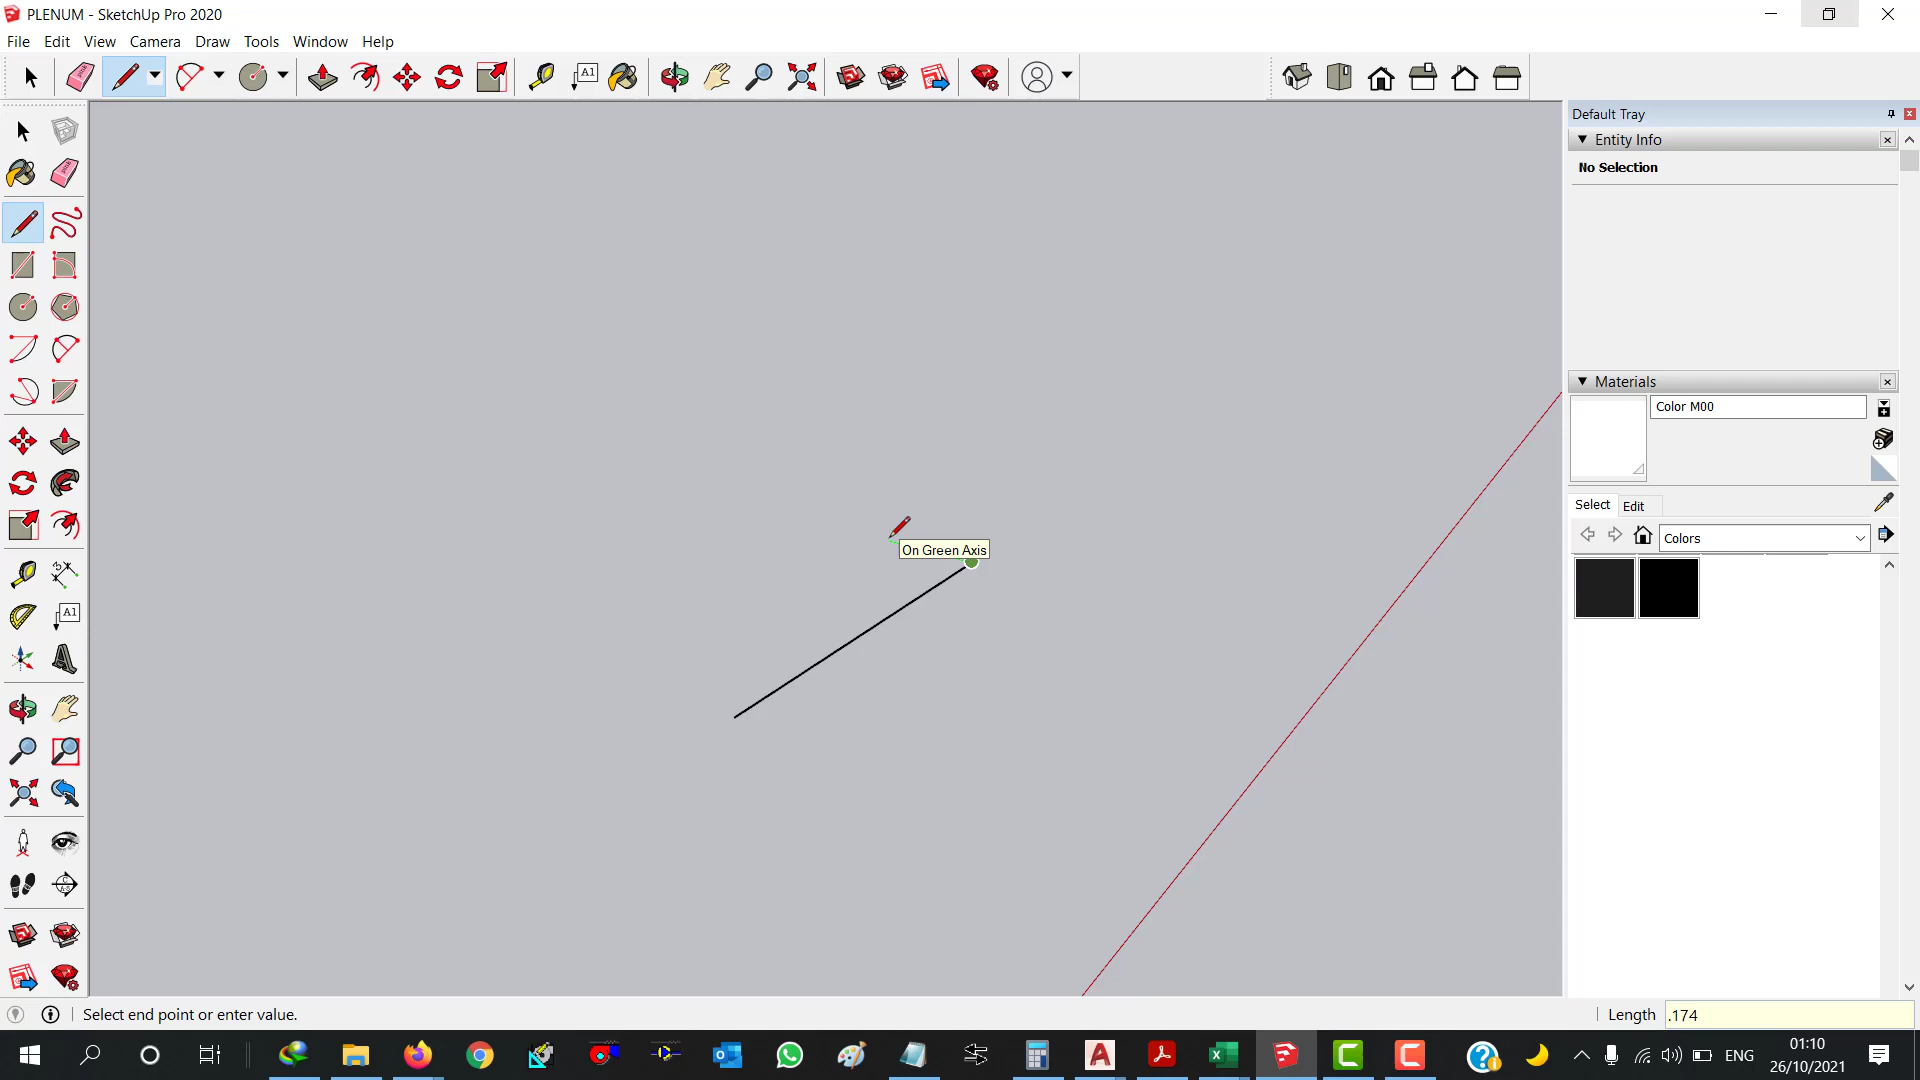 PLENUM - SketchUp Pro 2020
File Edit View Camera Draw Tools Window Help
A1
Default Tray
Entity Info
No Selection
A1
Materials
Color M00
Select Edit
Colors
On Green Axis
Select end point or enter value.
Length .174
ENG
01:10
26/10/2021